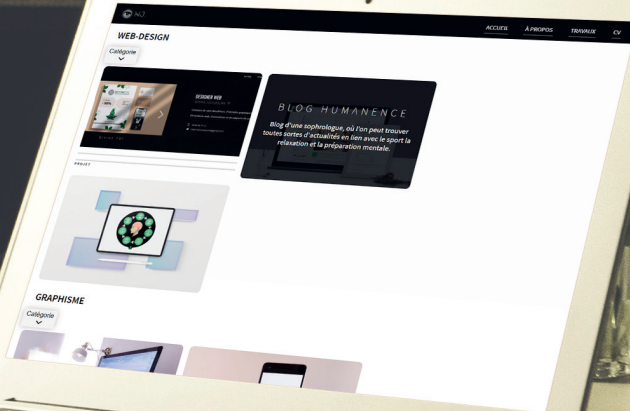 ACCUEIL À PROPOS TRAVAUX CV
WEB-DESIGN
Catégorie
DESIGNER WEB
BLOG HUMANENCE
Blog d'une sophrologue, où l'on peut trouver
toutes sortes d'actualités en lien avec le sport la
relaxation et la préparation mentale.
PROJET
GRAPHISME
Catégorie